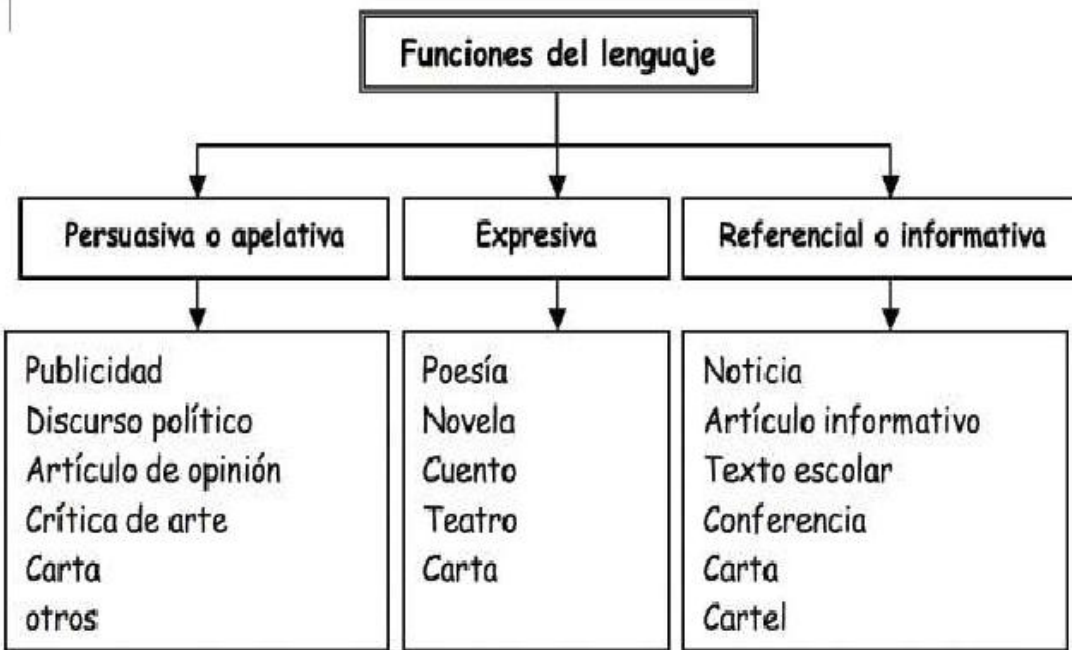 Funciones del lenguaje
Persuasiva o apelativa
Expresiva
Referencial o informativa
Publicidad
Discurso político
Artículo de opinión
Crítica de arte
Carta
otros
Poesía
Novela
Cuento
Teatro
Carta
Noticia
Artículo informativo
Texto escolar
Conferencia
Carta
Cartel